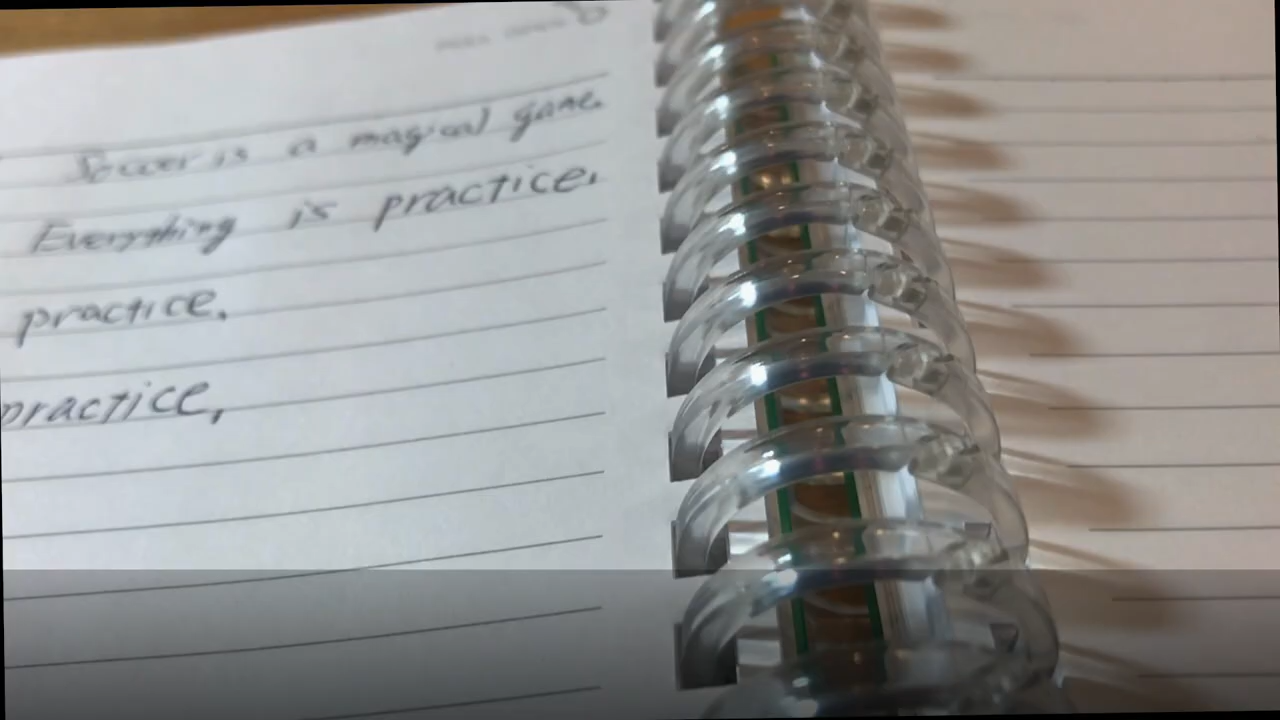 Soccer is a magical game.
Everything is practice.
practice.
practice,